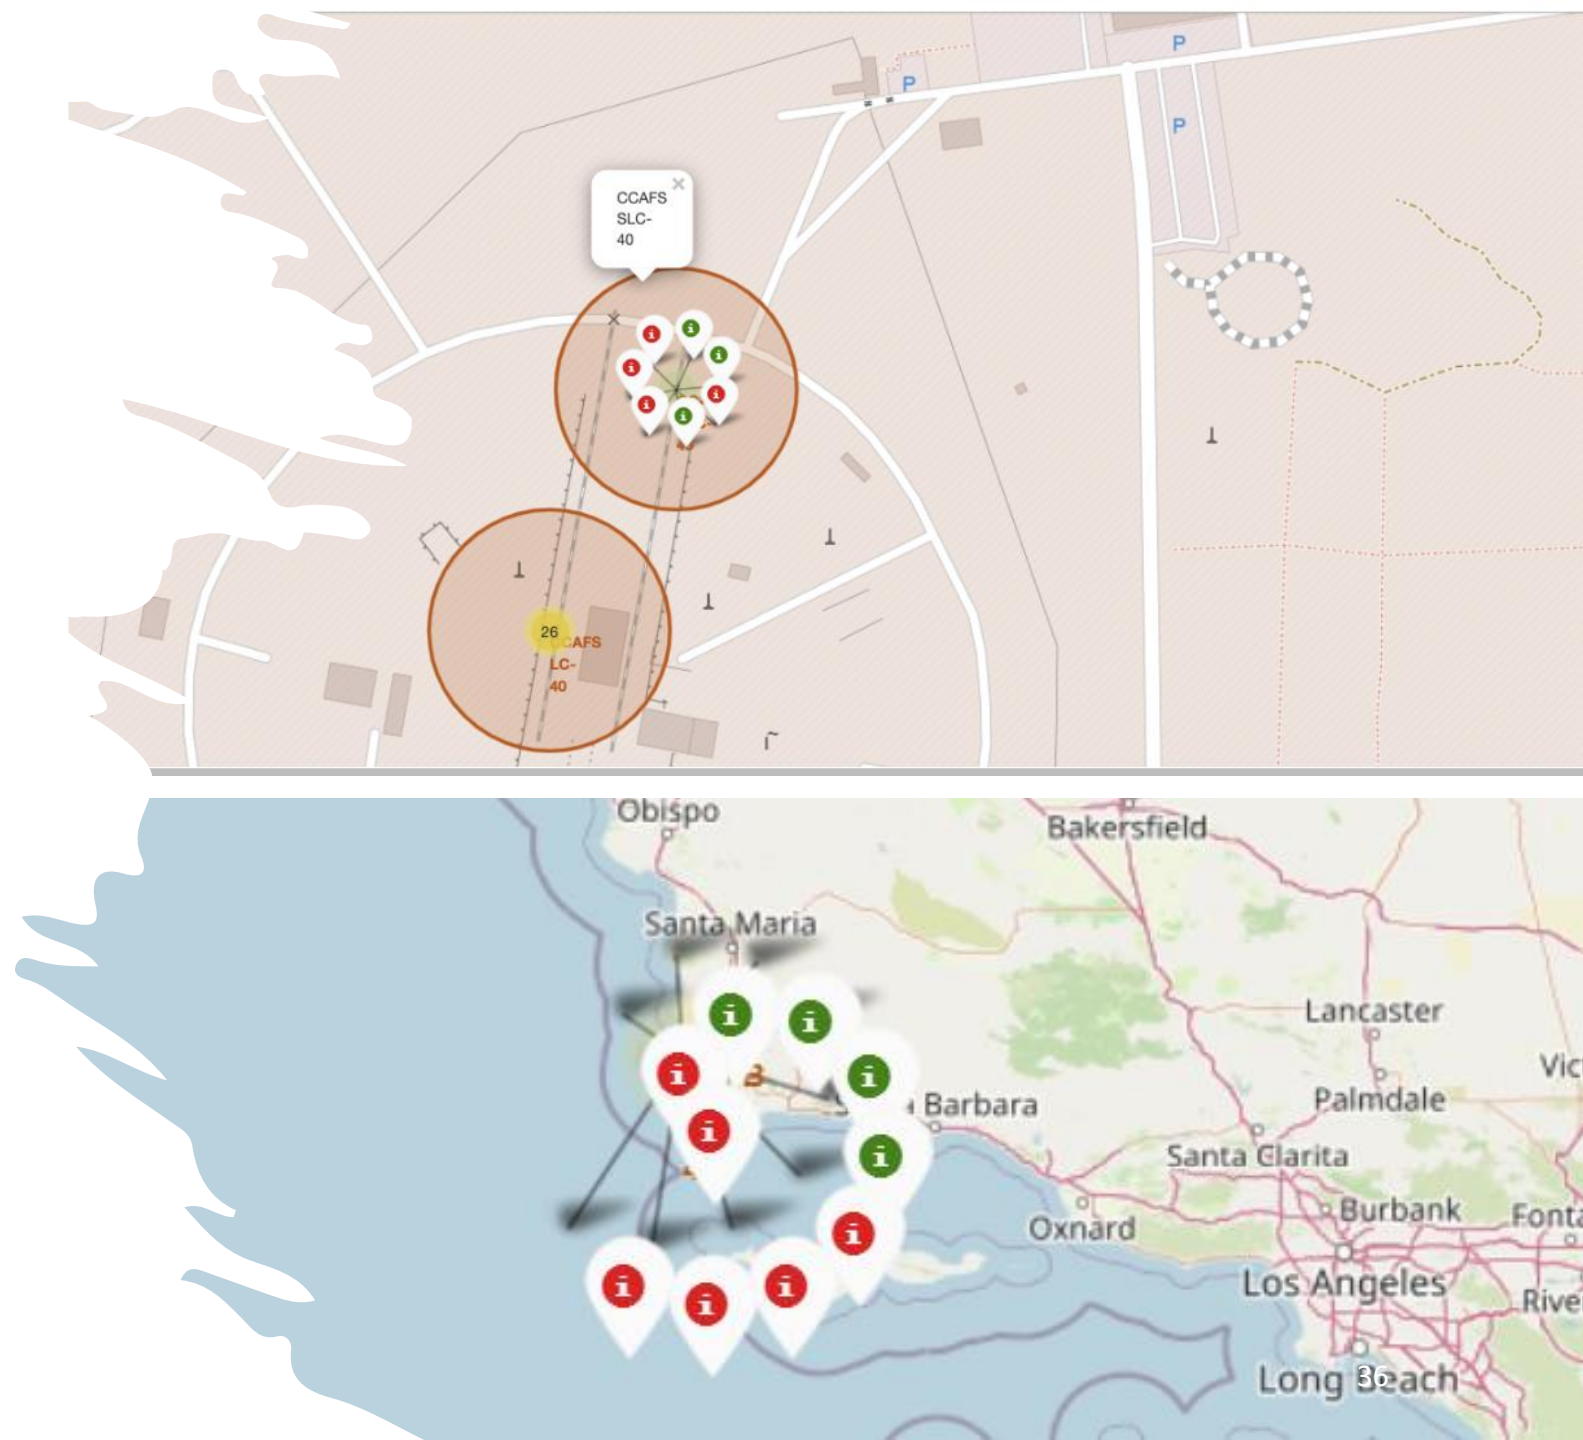 P
P
P
CCAFS
SLC-
40
×
26
CCAFS
LC-
40
Obispo
Bakersfield
Santa Maria
Lancaster
Palmdale
Barbara
Santa Clarita
Burbank
Oxnard
Los Angeles
Long Beach
36